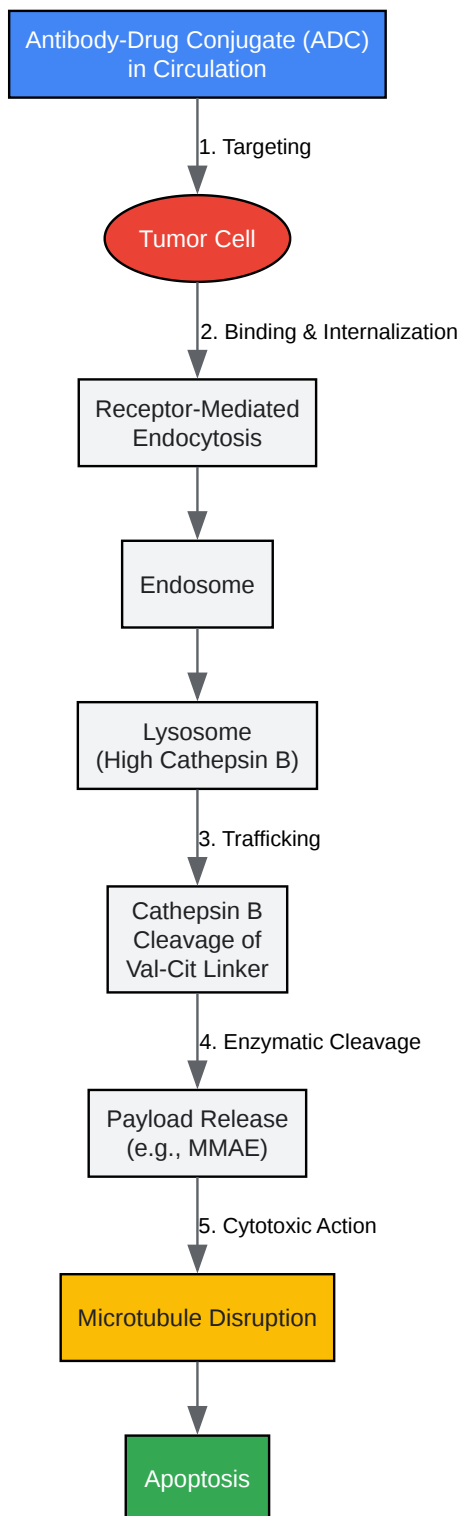 Antibody-Drug Conjugate (ADC)
in Circulation
1. Targeting
Tumor Cell
2. Binding & Internalization
Receptor-Mediated
Endocytosis
Endosome
Lysosome
(High Cathepsin B)
3. Trafficking
Cathepsin B
Cleavage of
Val-Cit Linker
4. Enzymatic Cleavage
Payload Release
(e.g., MMAE)
5. Cytotoxic Action
Microtubule Disruption
Apoptosis